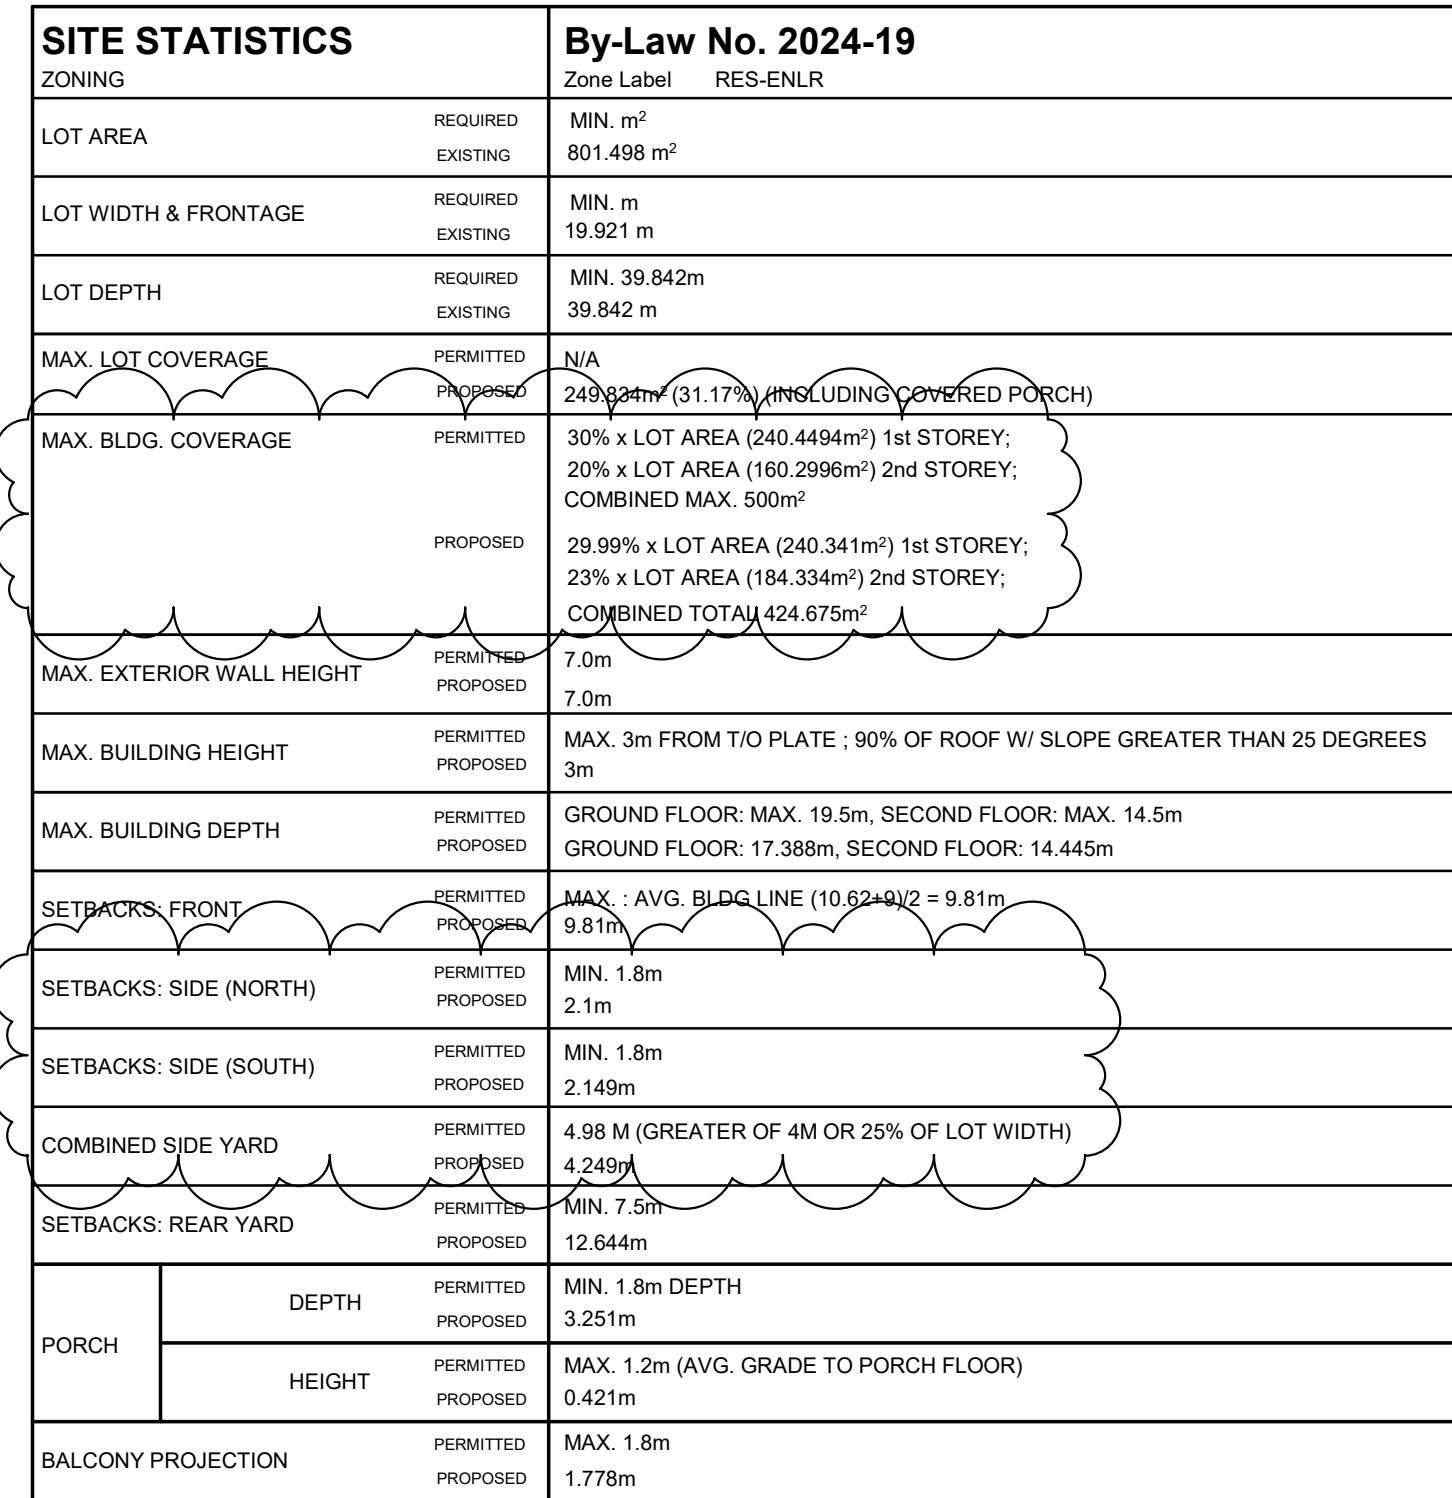 SITE STATISTICS
By-Law No. 2024-19
ZONING
Zone Label RES-ENLR
LOT AREA
REQUIRED
MIN. m²
EXISTING
801.498 m²
LOT WIDTH & FRONTAGE
REQUIRED
MIN. m
EXISTING
19.921 m
LOT DEPTH
REQUIRED
MIN. 39.842m
EXISTING
39.842 m
MAX. LOT COVERAGE
PERMITTED
N/A
PROPOSED
249.834m² (31.17%) (INCLUDING COVERED PORCH)
MAX. BLDG. COVERAGE
PERMITTED
30% x LOT AREA (240.4494m²) 1st STOREY;
20% x LOT AREA (160.2996m²) 2nd STOREY;
COMBINED MAX. 500m²
PROPOSED
29.99% x LOT AREA (240.341m²) 1st STOREY;
23% x LOT AREA (184.334m²) 2nd STOREY;
COMBINED TOTAL 424.675m²
MAX. EXTERIOR WALL HEIGHT
PERMITTED
7.0m
PROPOSED
7.0m
MAX. BUILDING HEIGHT
PERMITTED
MAX. 3m FROM T/O PLATE ; 90% OF ROOF W/ SLOPE GREATER THAN 25 DEGREES
PROPOSED
3m
MAX. BUILDING DEPTH
PERMITTED
GROUND FLOOR: MAX. 19.5m, SECOND FLOOR: MAX. 14.5m
PROPOSED
GROUND FLOOR: 17.388m, SECOND FLOOR: 14.445m
SETBACKS: FRONT
PERMITTED
MAX. : AVG. BLDG LINE (10.62+9)/2 = 9.81m
PROPOSED
9.81m
SETBACKS: SIDE (NORTH)
PERMITTED
MIN. 1.8m
PROPOSED
2.1m
SETBACKS: SIDE (SOUTH)
PERMITTED
MIN. 1.8m
PROPOSED
2.149m
COMBINED SIDE YARD
PERMITTED
4.98 M (GREATER OF 4M OR 25% OF LOT WIDTH)
PROPOSED
4.249m
SETBACKS: REAR YARD
PERMITTED
MIN. 7.5m
PROPOSED
12.644m
PORCH
DEPTH
PERMITTED
MIN. 1.8m DEPTH
PROPOSED
3.251m
HEIGHT
PERMITTED
MAX. 1.2m (AVG. GRADE TO PORCH FLOOR)
PROPOSED
0.421m
BALCONY PROJECTION
PERMITTED
MAX. 1.8m
PROPOSED
1.778m